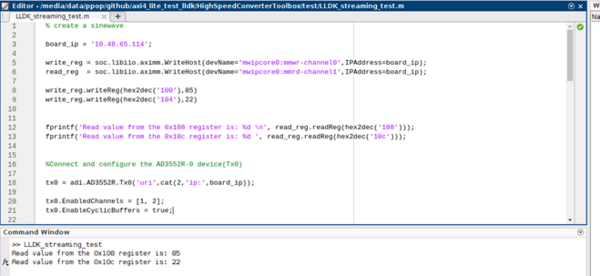 Editor - /media/data/ppop/github/axi4_lite_test_lldk/HighSpeedConverterToolbox/test/LLDK_streaming_test.m
LLDK_streaming_test.m
1 % create a sinewave
2
3 board_ip = '10.48.65.114';
4
5 write_reg = soc.libiio.aximm.WriteHost(devName='mwipcore0:mmwr-channel0',IPAddress=board_ip);
6 read_reg = soc.libiio.aximm.WriteHost(devName='mwipcore0:mmrd-channel1',IPAddress=board_ip);
7
8 write_reg.writeReg(hex2dec('100'),85)
9 write_reg.writeReg(hex2dec('104'),22)
10
11
12 fprintf('Read value from the 0x108 register is: %d \n', read_reg.readReg(hex2dec('108')));
13 fprintf('Read value from the 0x10c register is: %d ', read_reg.readReg(hex2dec('10c')));
14
15
16 %Connect and configure the AD3552R-0 device(Tx0)
17
18 tx0 = adi.AD3552R.Tx0('uri',cat(2,'ip:',board_ip));
19
20 tx0.EnabledChannels = [1, 2];
21 tx0.EnableCyclicBuffers = true;
22
Command Window
>> LLDK_streaming_test
Read value from the 0x108 register is: 85
fx Read value from the 0x10c register is: 22